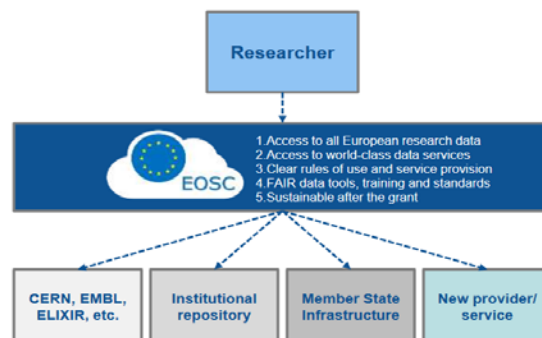 Researcher
EOSC
1.Access to all European research data
2.Access to world-class data services
3.Clear rules of use and service provision
4.FAIR data tools, training and standards
5.Sustainable after the grant
CERN, EMBL,
ELIXIR, etc.
Institutional
repository
Member State
Infrastructure
New provider/
service